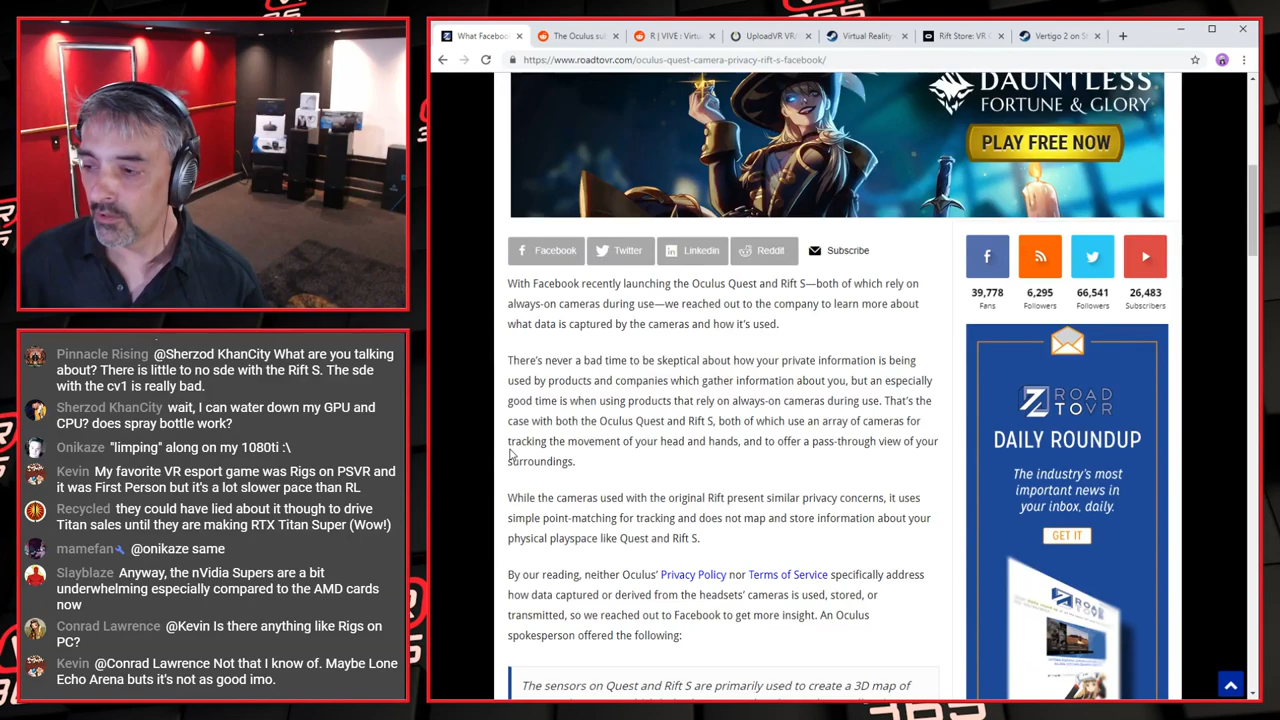 What Facebo
The Oculus su
R | VIVE : Virtu
UploadVR VR
Virtual Reality
Rift Store: VR
Vertigo 2 on S
https://www.roadtovr.com/oculus-quest-camera-privacy-rift-s-facebook/
DAUNTLESS
FORTUNE & GLORY
PLAY FREE NOW
Facebook
Twitter
Linkedin
Reddit
Subscribe
With Facebook recently launching the Oculus Quest and Rift S—both of which rely on
always-on cameras during use—we reached out to the company to learn more about
what data is captured by the cameras and how it's used.
There's never a bad time to be skeptical about how your private information is being
used by products and companies which gather information about you, but an especially
good time is when using products that rely on always-on cameras during use. That's the
case with both the Oculus Quest and Rift S, both of which use an array of cameras for
tracking the movement of your head and hands, and to offer a pass-through view of your
surroundings.
While the cameras used with the original Rift present similar privacy concerns, it uses
simple point-matching for tracking and does not map and store information about your
physical playspace like Quest and Rift S.
By our reading, neither Oculus' Privacy Policy nor Terms of Service specifically address
how data captured or derived from the headsets' cameras is used, stored, or
transmitted, so we reached out to Facebook to get more insight. An Oculus
spokesperson offered the following:
The sensors on Quest and Rift S are primarily used to create a 3D map of
39,778
Fans
6,295
Followers
66,541
Followers
26,483
Subscribers
ROAD
TOVR
DAILY ROUNDUP
The industry's most
important news in
your inbox, daily.
GET IT
Pinnacle Rising @Sherzod KhanCity What are you talking
about? There is little to no sde with the Rift S. The sde
with the cv1 is really bad.
Sherzod KhanCity wait, I can water down my GPU and
CPU? does spray bottle work?
Onikaze "limping" along on my 1080ti :\
Kevin My favorite VR esport game was Rigs on PSVR and
it was First Person but it's a lot slower pace than RL
Recycled they could have lied about it though to drive
Titan sales until they are making RTX Titan Super (Wow!)
mamefan @onikaze same
Slayblaze Anyway, the nVidia Supers are a bit
underwhelming especially compared to the AMD cards
now
Conrad Lawrence @Kevin Is there anything like Rigs on
PC?
Kevin @Conrad Lawrence Not that I know of. Maybe Lone
Echo Arena buts it's not as good imo.